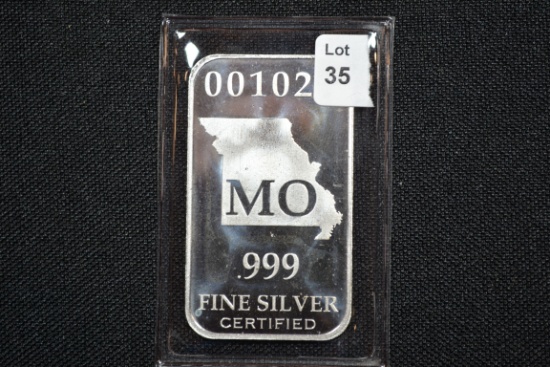 Lot
35
00102
MO
.999
FINE SILVER
CERTIFIED